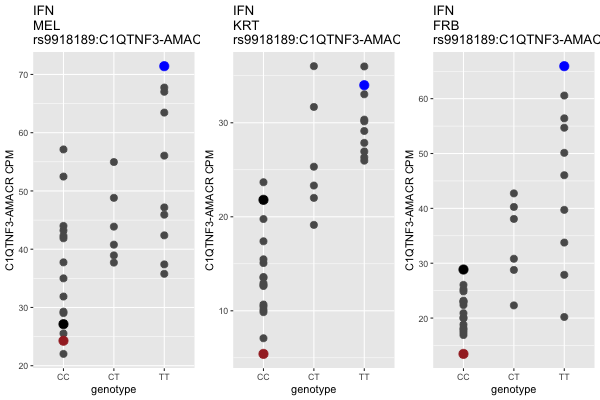 IFN
MEL
rs9918189:C1QTNF3-AMAC
C1QTNF3-AMACR CPM
70
60
50
40
30
20
CC
CT
TT
genotype
IFN
KRT
rs9918189:C1QTNF3-AMAC
C1QTNF3-AMACR CPM
30
20
10
CC
CT
TT
genotype
IFN
FRB
rs9918189:C1QTNF3-AMAC
C1QTNF3-AMACR CPM
60
50
40
30
20
CC
CT
TT
genotype